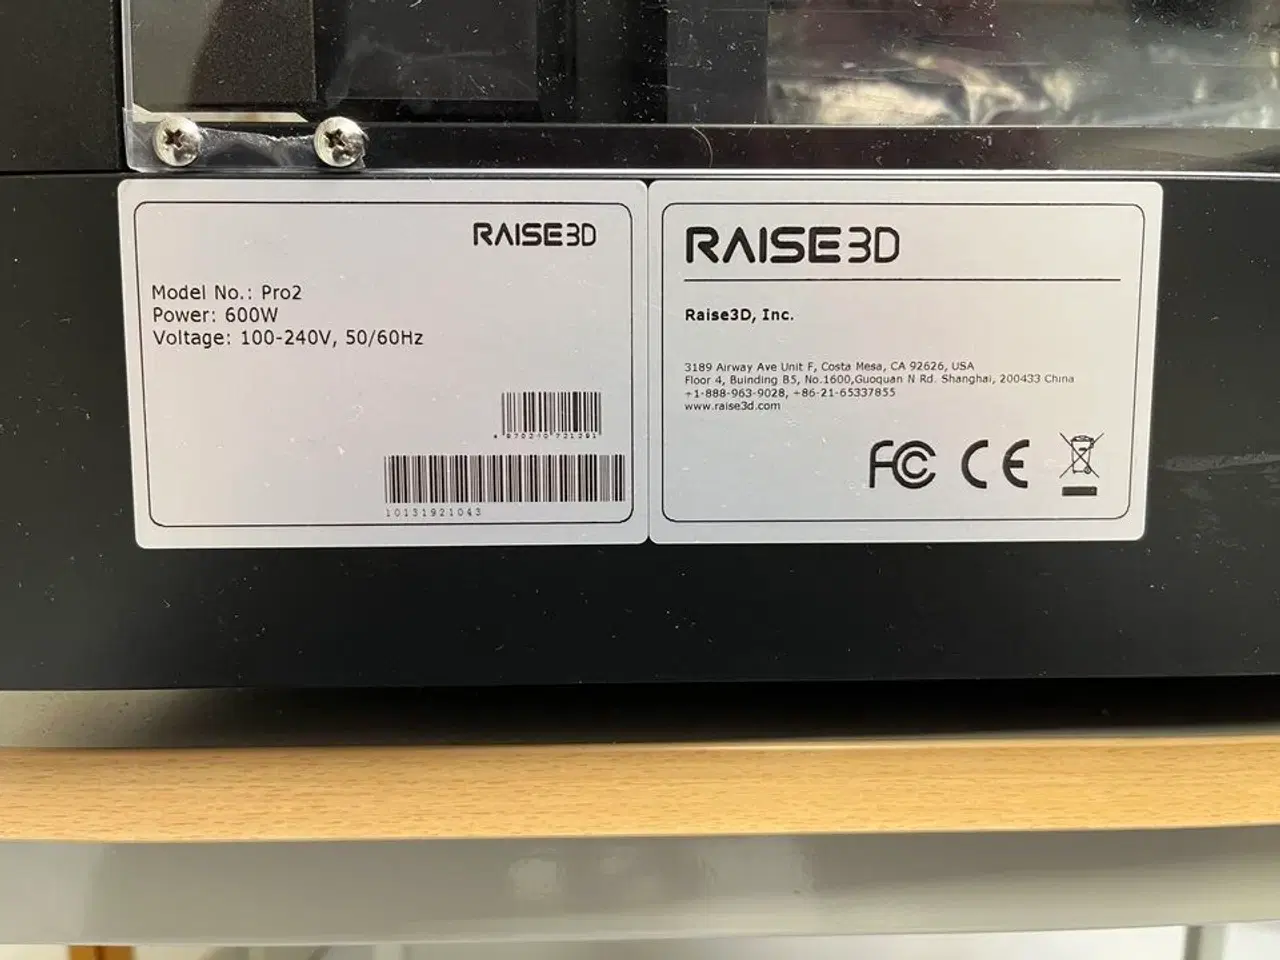 RAISE3D
Model No.: Pro2
Power: 600W
Voltage: 100-240V, 50/60Hz
10131921043
RAISE3D
Raise3D, Inc.
3189 Airway Ave Unit F, Costa Mesa, CA 92626, USA
Floor 4, Buinding B5, No.1600,Guoquan N Rd. Shanghai, 200433 China
+1-888-963-9028, +86-21-65337855
www.raise3d.com
FC CE